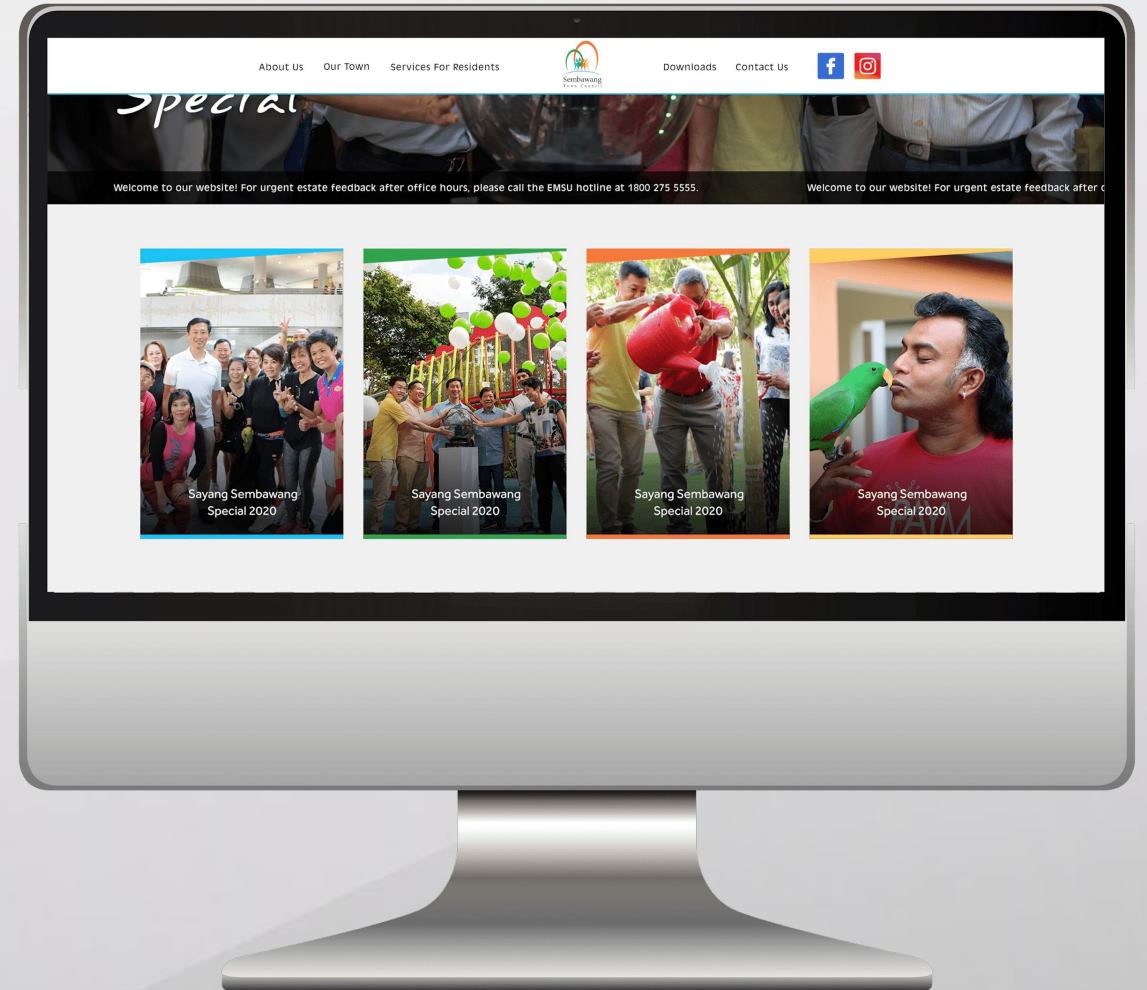 About Us Our Town Services For Residents Sembawang Town Council Downloads Contact Us f
Special
Welcome to our website! For urgent estate feedback after office hours, please call the EMSU hotline at 1800 275 5555. Welcome to our website! For urgent estate feedback after
Sayang Sembawang
Special 2020
Sayang Sembawang
Special 2020
Sayang Sembawang
Special 2020
Sayang Sembawang
Special 2020
PAYM